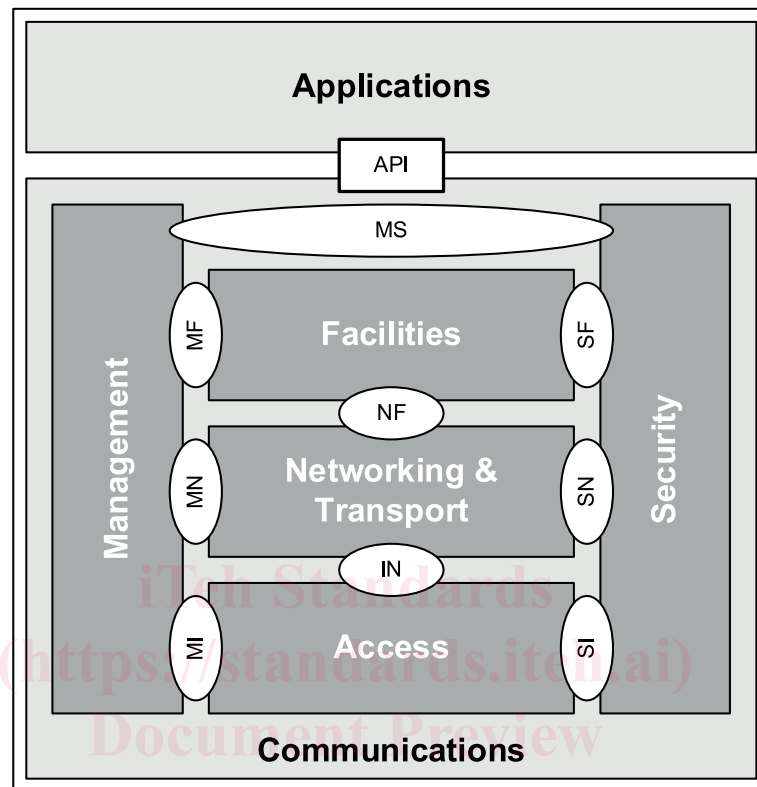 Applications
API
MS
MF
Facilities
SF
NF
Management
MN
Networking &
Transport
SN
Security
IN
iTeh Standards
MI
Access
SI
(https://standards.iteh.ai)
Document Preview
Communications